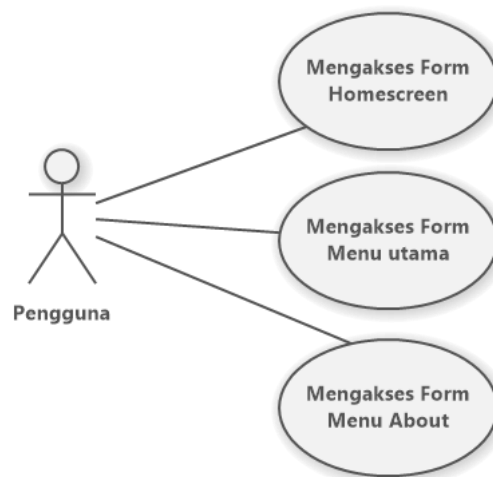 Mengakses Form
Homescreen
Mengakses Form
Menu utama
Pengguna
Mengakses Form
Menu About